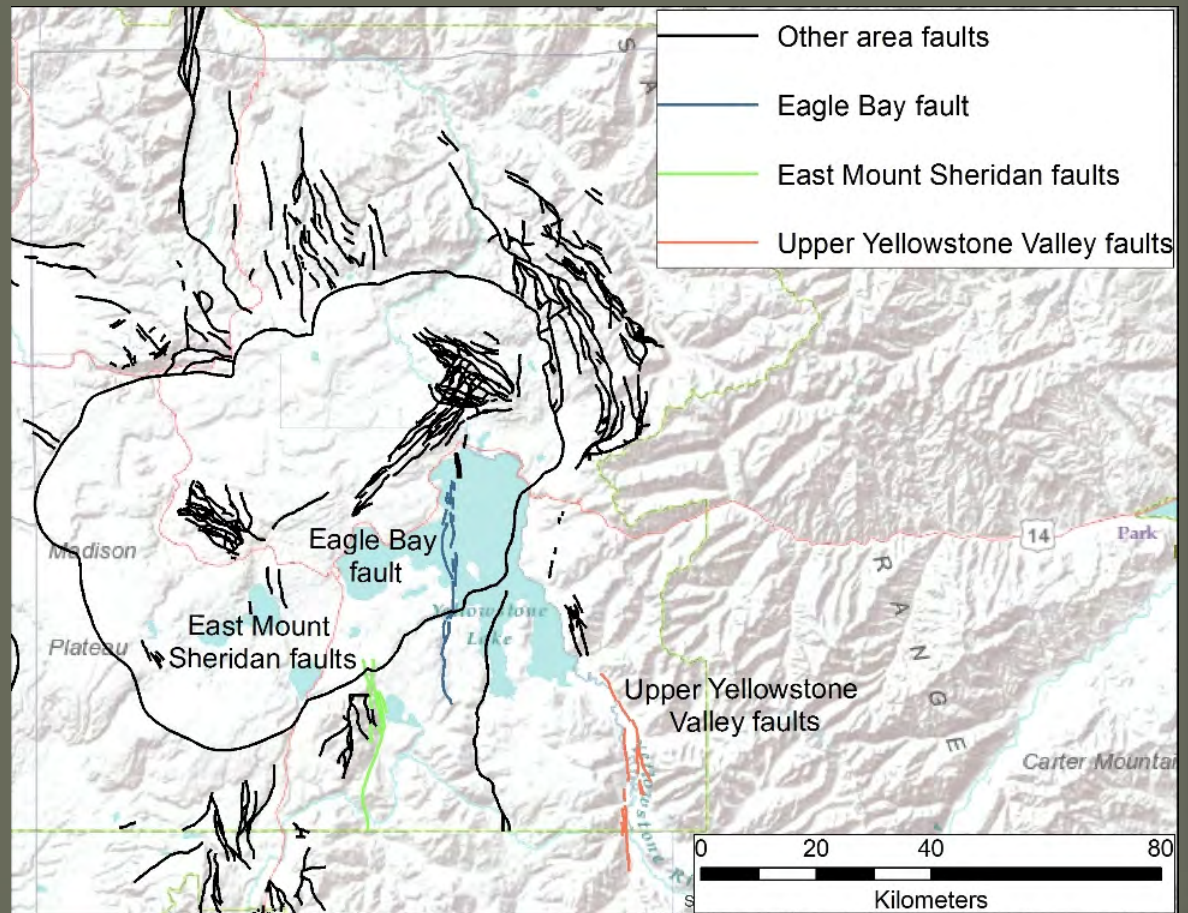 Other area faults
Eagle Bay fault
East Mount Sheridan faults
Upper Yellowstone Valley faults
S A
14
Park
Eagle Bay
fault
Madison
RANGE
East Mount
Sheridan faults
Yellowstone
Lake
Plateau
Upper Yellowstone
Valley faults
Carter Mountai
Yellowstone R
0 20 40 80
Kilometers
S